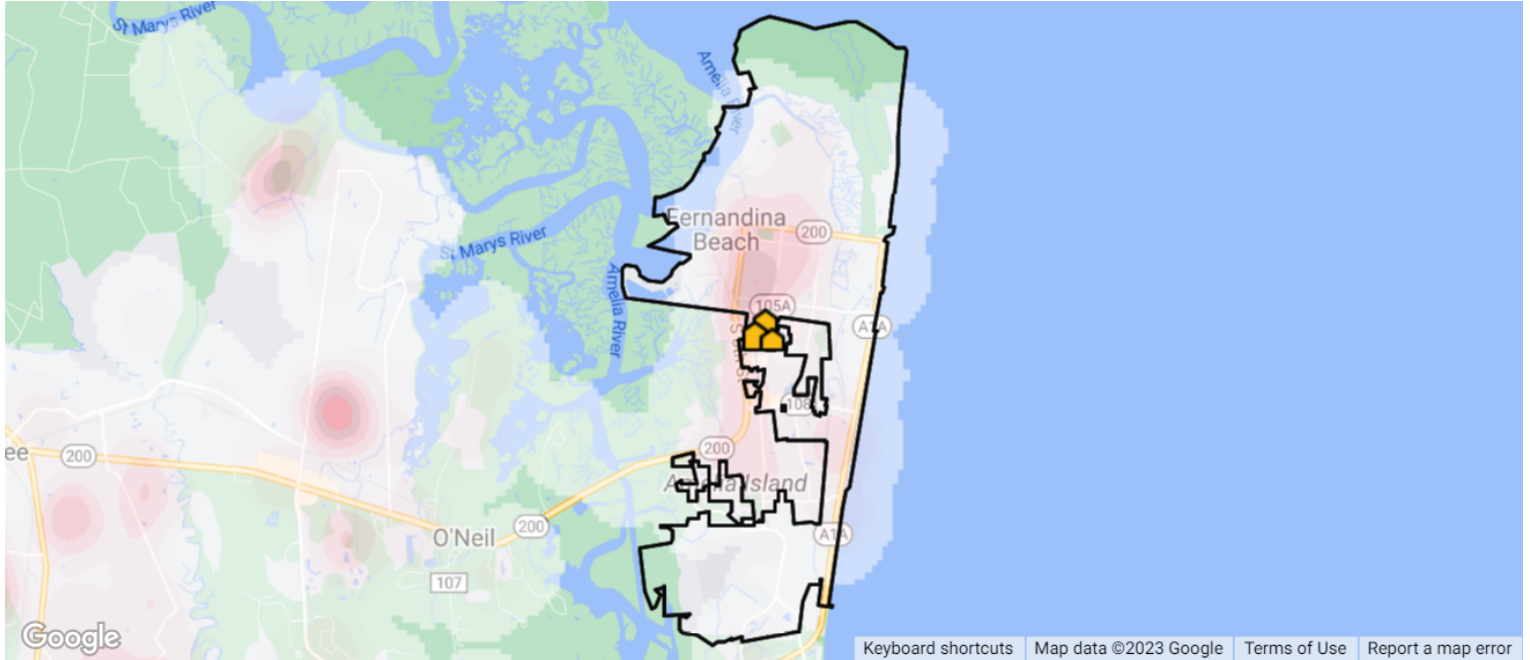 St Marys River
Amelia River
Fernandina
Beach
200
St Marys River
Amelia River
105A
A1A
S 8th St
108
200
ee
200
Amelia Island
O'Neil
200
A1A
107
Google
Keyboard shortcuts
Map data ©2023 Google
Terms of Use
Report a map error